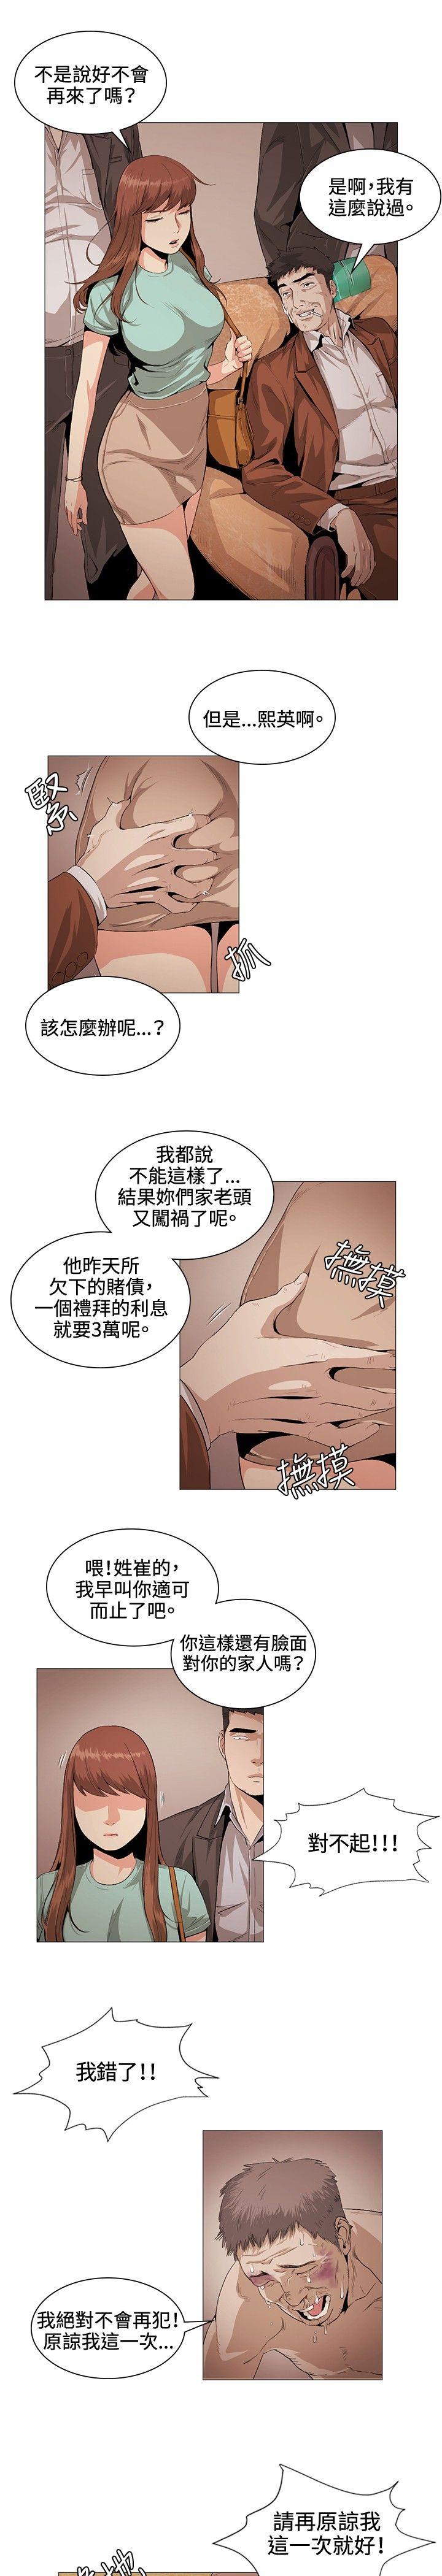 不是說好不會
再來了嗎？
是啊，我有
這麼說過。
但是...熙英啊。
緊
抓
該怎麼辦呢...？
我都說
不能這樣了...
結果妳們家老頭
又闖禍了呢。
他昨天所
欠下的賭債，
一個禮拜的利息
就要3萬呢。
撫摸
撫摸
喂！姓崔的，
我早叫你適可
而止了吧。
你這樣還有臉面
對你的家人嗎？
對不起！！！
我錯了！！
我絕對不會再犯！
原諒我這一次...
請再原諒我
這一次就好！